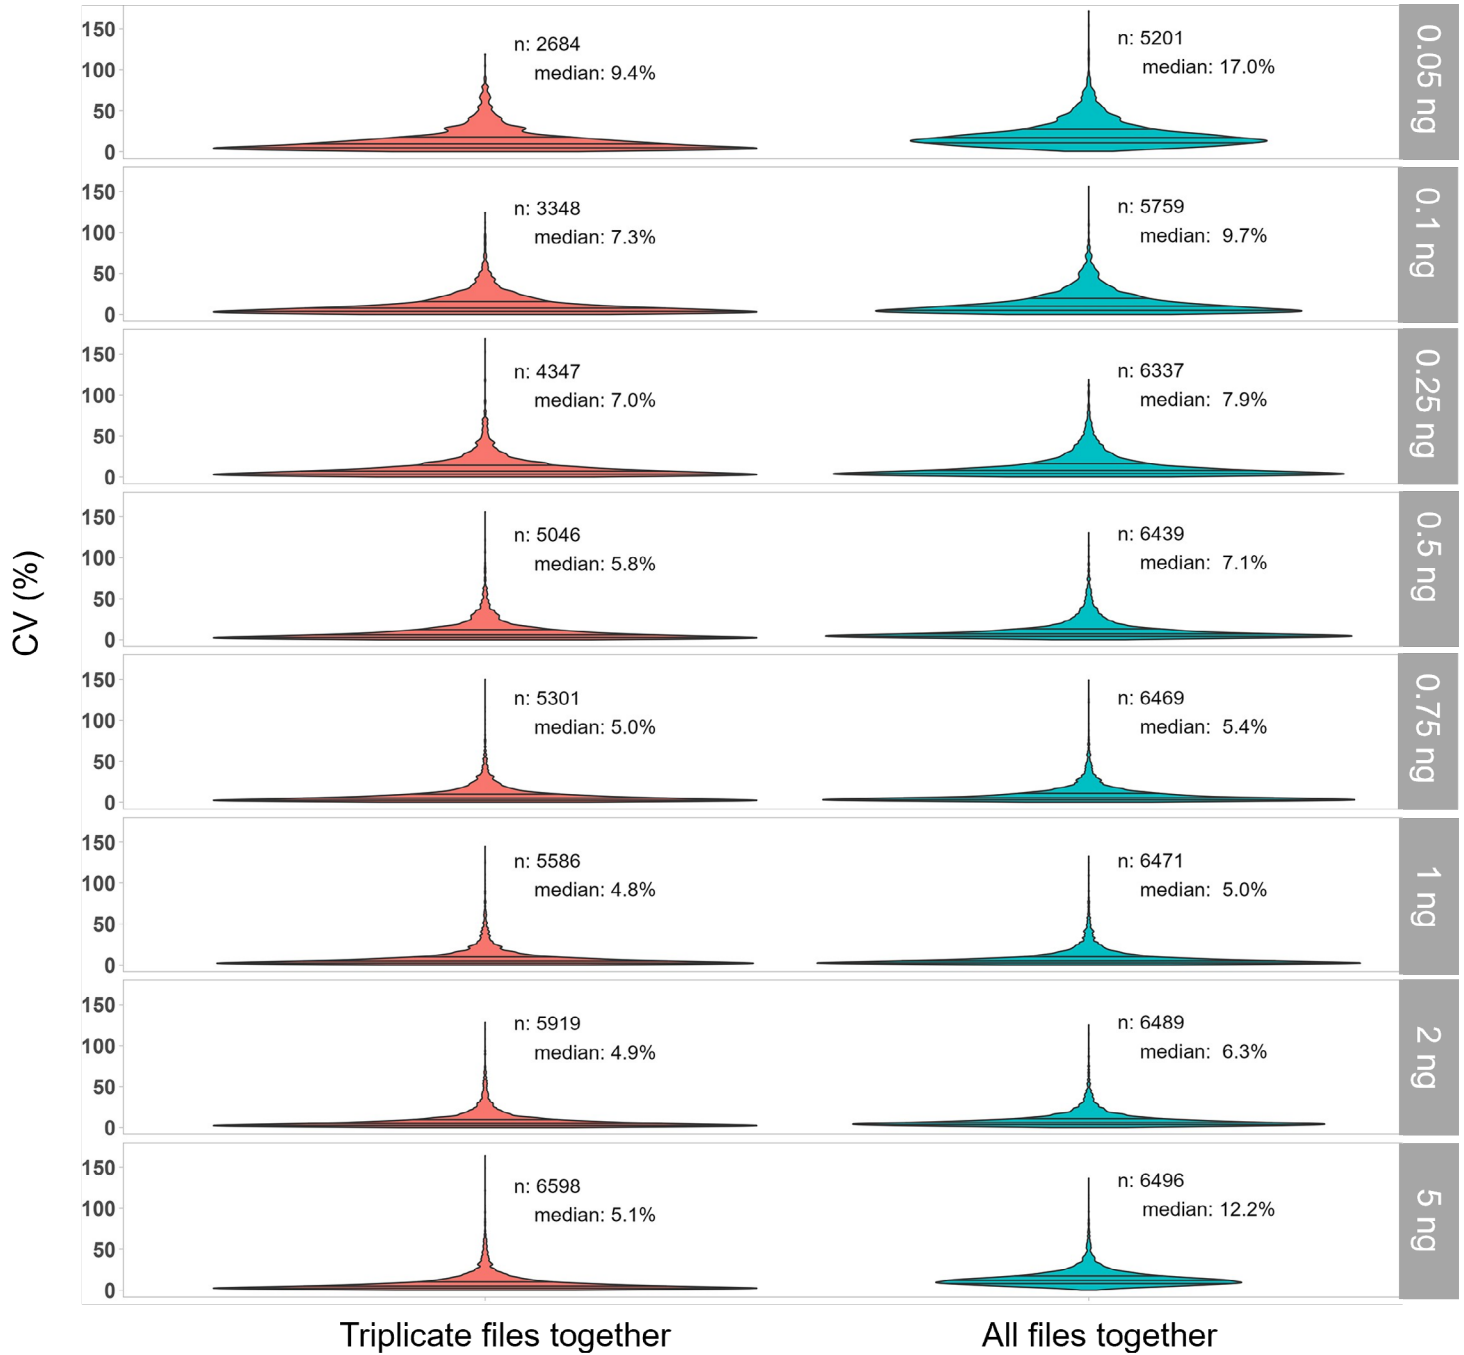 CV (%)
150
100
50
0
n: 2684
median: 9.4%
n: 5201
median: 17.0%
0.05 ng
150
100
50
0
n: 3348
median: 7.3%
n: 5759
median: 9.7%
0.1 ng
150
100
50
0
n: 4347
median: 7.0%
n: 6337
median: 7.9%
0.25 ng
150
100
50
0
n: 5046
median: 5.8%
n: 6439
median: 7.1%
0.5 ng
150
100
50
0
n: 5301
median: 5.0%
n: 6469
median: 5.4%
0.75 ng
150
100
50
0
n: 5586
median: 4.8%
n: 6471
median: 5.0%
1 ng
150
100
50
0
n: 5919
median: 4.9%
n: 6489
median: 6.3%
2 ng
150
100
50
0
n: 6598
median: 5.1%
n: 6496
median: 12.2%
5 ng
Triplicate files together
All files together